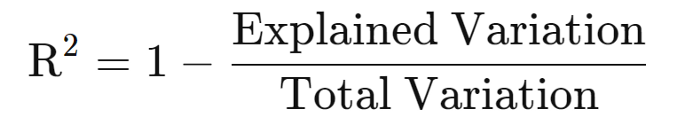 R² = 1 − Explained Variation / Total Variation